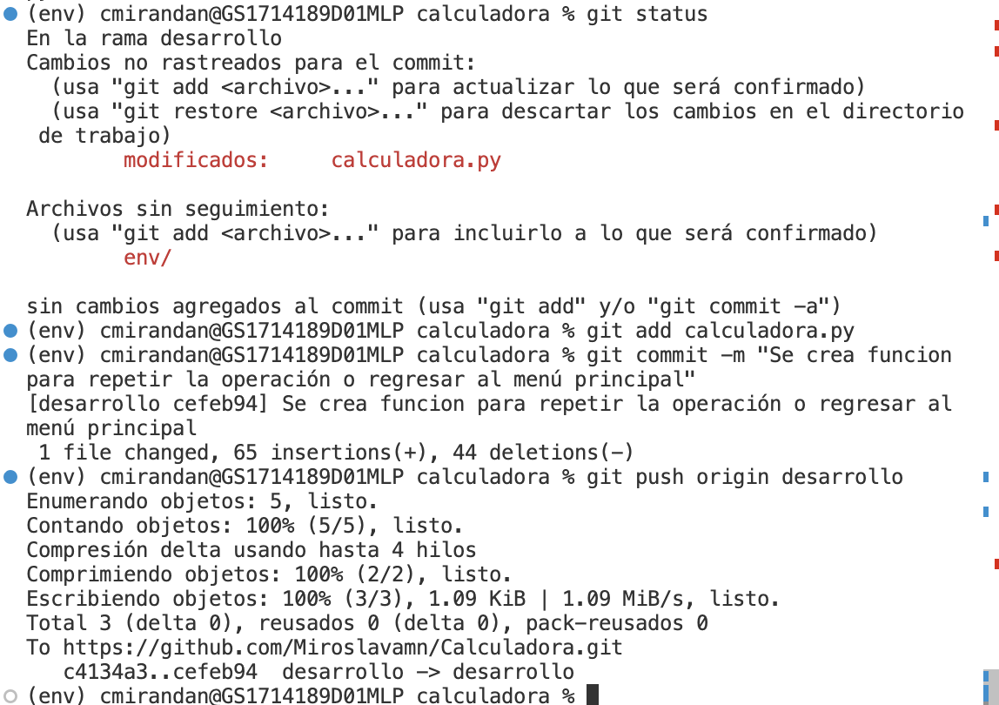 (env) cmirandan@GS1714189D01MLP calculadora % git status
En la rama desarrollo
Cambios no rastreados para el commit:
  (usa "git add <archivo>..." para actualizar lo que será confirmado)
  (usa "git restore <archivo>..." para descartar los cambios en el directorio
 de trabajo)
        modificados:     calculadora.py

Archivos sin seguimiento:
  (usa "git add <archivo>..." para incluirlo a lo que será confirmado)
        env/

sin cambios agregados al commit (usa "git add" y/o "git commit -a")
(env) cmirandan@GS1714189D01MLP calculadora % git add calculadora.py
(env) cmirandan@GS1714189D01MLP calculadora % git commit -m "Se crea funcion
para repetir la operación o regresar al menú principal"
[desarrollo cefeb94] Se crea funcion para repetir la operación o regresar al
menú principal
 1 file changed, 65 insertions(+), 44 deletions(-)
(env) cmirandan@GS1714189D01MLP calculadora % git push origin desarrollo
Enumerando objetos: 5, listo.
Contando objetos: 100% (5/5), listo.
Compresión delta usando hasta 4 hilos
Comprimiendo objetos: 100% (2/2), listo.
Escribiendo objetos: 100% (3/3), 1.09 KiB | 1.09 MiB/s, listo.
Total 3 (delta 0), reusados 0 (delta 0), pack-reusados 0
To https://github.com/Miroslavamn/Calculadora.git
   c4134a3..cefeb94  desarrollo -> desarrollo
(env) cmirandan@GS1714189D01MLP calculadora %